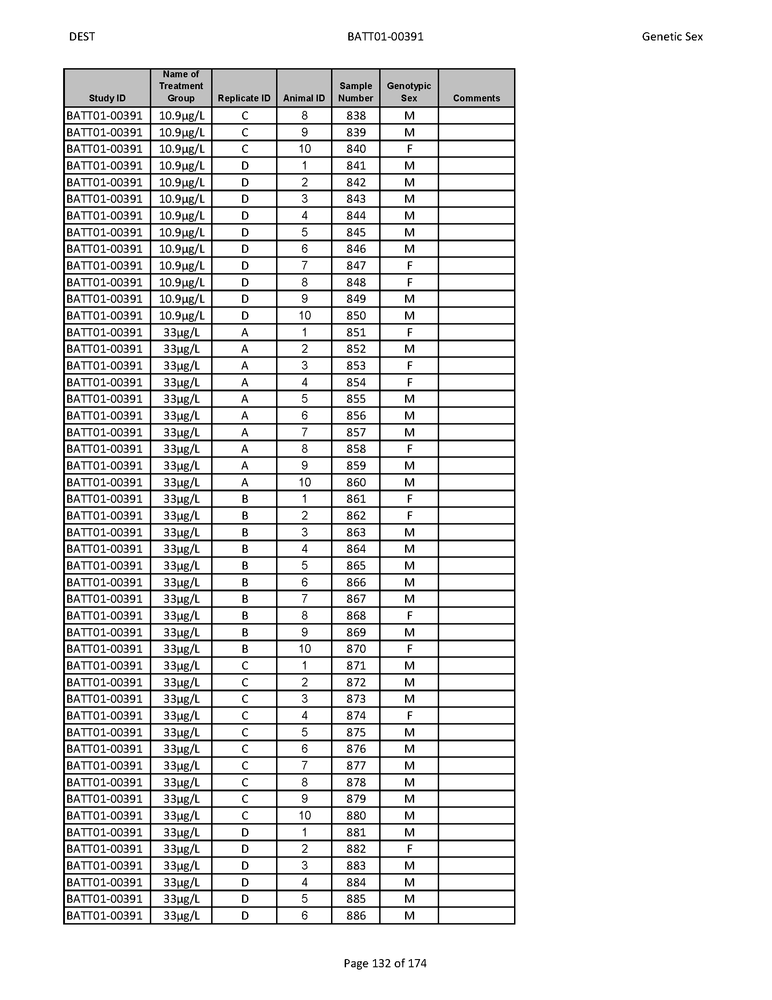 DEST BATT01-00391 Genetic Sex
Study ID Name of Treatment Group Replicate ID Animal ID Sample Number Genotypic Sex Comments
BATT01-00391 10.9µg/L C 8 838 M
BATT01-00391 10.9µg/L C 9 839 M
BATT01-00391 10.9µg/L C 10 840 F
BATT01-00391 10.9µg/L D 1 841 M
BATT01-00391 10.9µg/L D 2 842 M
BATT01-00391 10.9µg/L D 3 843 M
BATT01-00391 10.9µg/L D 4 844 M
BATT01-00391 10.9µg/L D 5 845 M
BATT01-00391 10.9µg/L D 6 846 M
BATT01-00391 10.9µg/L D 7 847 F
BATT01-00391 10.9µg/L D 8 848 F
BATT01-00391 10.9µg/L D 9 849 M
BATT01-00391 10.9µg/L D 10 850 M
BATT01-00391 33µg/L A 1 851 F
BATT01-00391 33µg/L A 2 852 M
BATT01-00391 33µg/L A 3 853 F
BATT01-00391 33µg/L A 4 854 F
BATT01-00391 33µg/L A 5 855 M
BATT01-00391 33µg/L A 6 856 M
BATT01-00391 33µg/L A 7 857 M
BATT01-00391 33µg/L A 8 858 F
BATT01-00391 33µg/L A 9 859 M
BATT01-00391 33µg/L A 10 860 M
BATT01-00391 33µg/L B 1 861 F
BATT01-00391 33µg/L B 2 862 F
BATT01-00391 33µg/L B 3 863 M
BATT01-00391 33µg/L B 4 864 M
BATT01-00391 33µg/L B 5 865 M
BATT01-00391 33µg/L B 6 866 M
BATT01-00391 33µg/L B 7 867 M
BATT01-00391 33µg/L B 8 868 F
BATT01-00391 33µg/L B 9 869 M
BATT01-00391 33µg/L B 10 870 F
BATT01-00391 33µg/L C 1 871 M
BATT01-00391 33µg/L C 2 872 M
BATT01-00391 33µg/L C 3 873 M
BATT01-00391 33µg/L C 4 874 F
BATT01-00391 33µg/L C 5 875 M
BATT01-00391 33µg/L C 6 876 M
BATT01-00391 33µg/L C 7 877 M
BATT01-00391 33µg/L C 8 878 M
BATT01-00391 33µg/L C 9 879 M
BATT01-00391 33µg/L C 10 880 M
BATT01-00391 33µg/L D 1 881 M
BATT01-00391 33µg/L D 2 882 F
BATT01-00391 33µg/L D 3 883 M
BATT01-00391 33µg/L D 4 884 M
BATT01-00391 33µg/L D 5 885 M
BATT01-00391 33µg/L D 6 886 M
Page 132 of 174